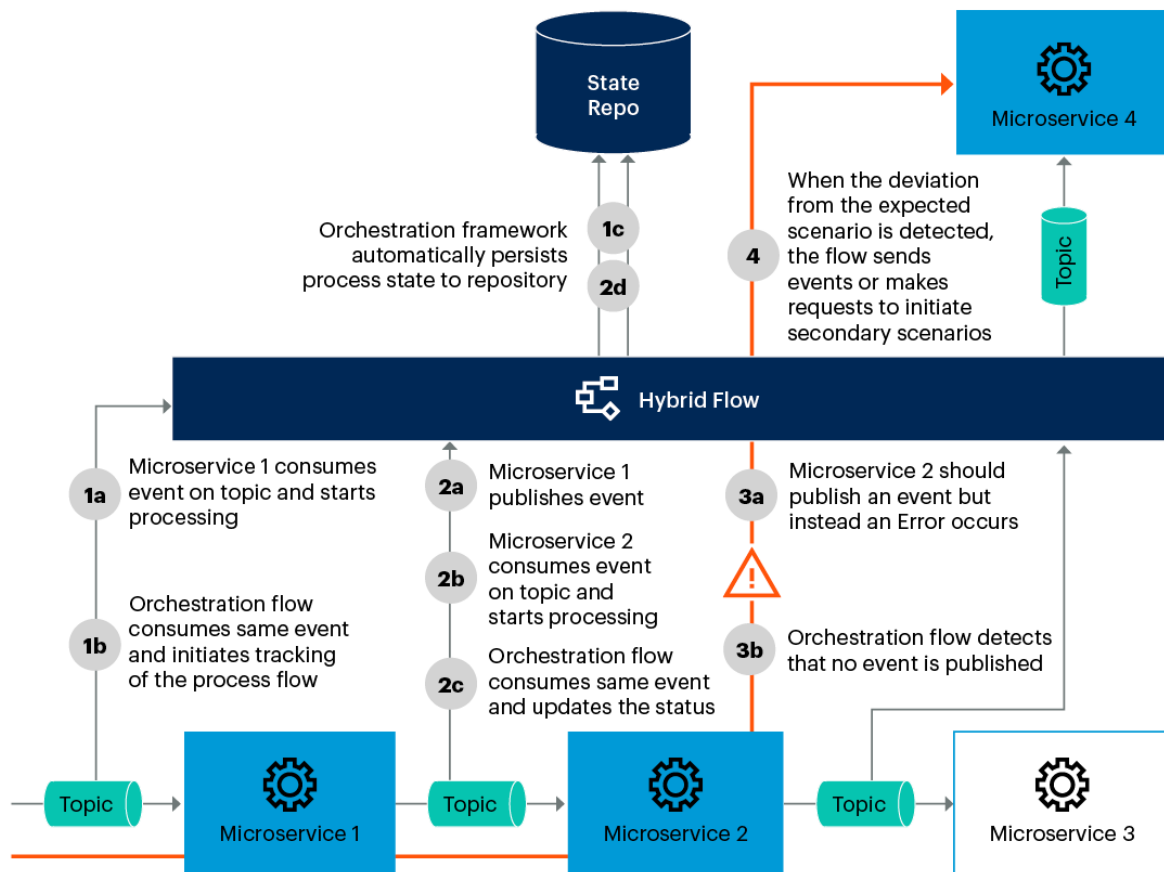 State
Repo
Microservice 4
Orchestration framework
automatically persists
process state to repository
1c
2d
4
When the deviation
from the expected
scenario is detected,
the flow sends
events or makes
requests to initiate
secondary scenarios
Topic
Hybrid Flow
1a
Microservice 1 consumes
event on topic and starts
processing
1b
Orchestration flow
consumes same event
and initiates tracking
of the process flow
2a
Microservice 1
publishes event
2b
Microservice 2
consumes event
on topic and
starts processing
2c
Orchestration flow
consumes same event
and updates the status
3a
Microservice 2 should
publish an event but
instead an Error occurs
3b
Orchestration flow detects
that no event is published
Topic
Microservice 1
Topic
Microservice 2
Topic
Microservice 3